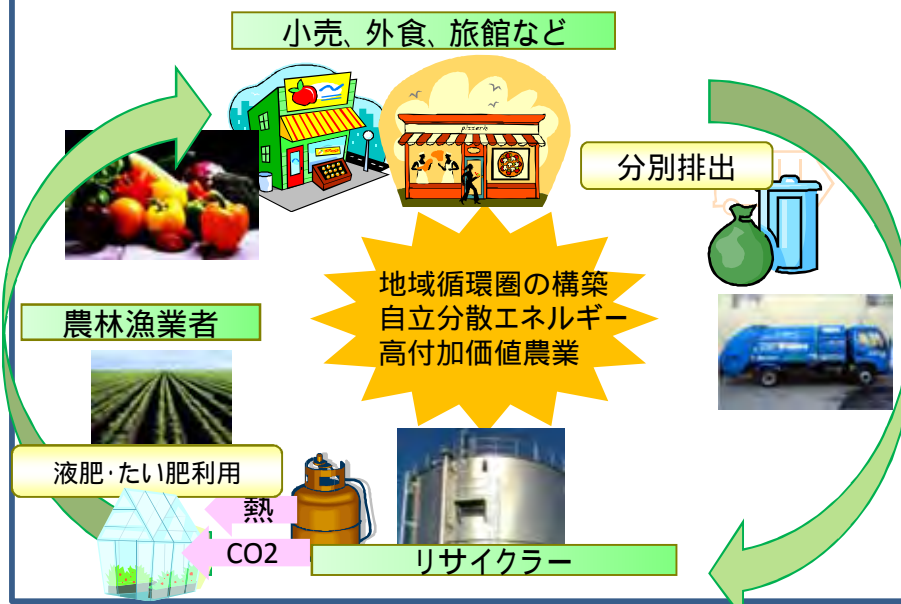 小売、外食、旅館など
pizzeria
分別排出
地域循環圏の構築
自立分散エネルギー
高付加価値農業
農林漁業者
液肥・たい肥利用
熱
CO2
リサイクラー